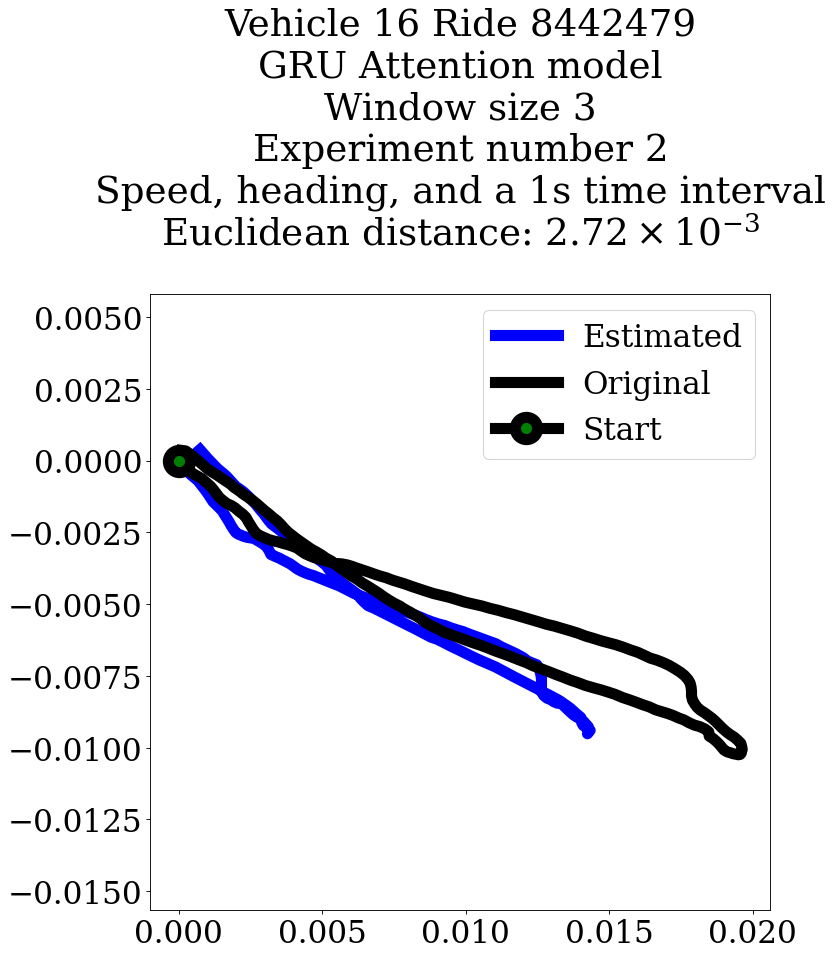 Vehicle 16 Ride 8442479
GRU Attention model
Window size 3
Experiment number 2
Speed, heading, and a 1s time interval
Euclidean distance: 2.72 × 10⁻³
Estimated
Original
Start
0.0050
0.0025
0.0000
−0.0025
−0.0050
−0.0075
−0.0100
−0.0125
−0.0150
0.000 0.005 0.010 0.015 0.020